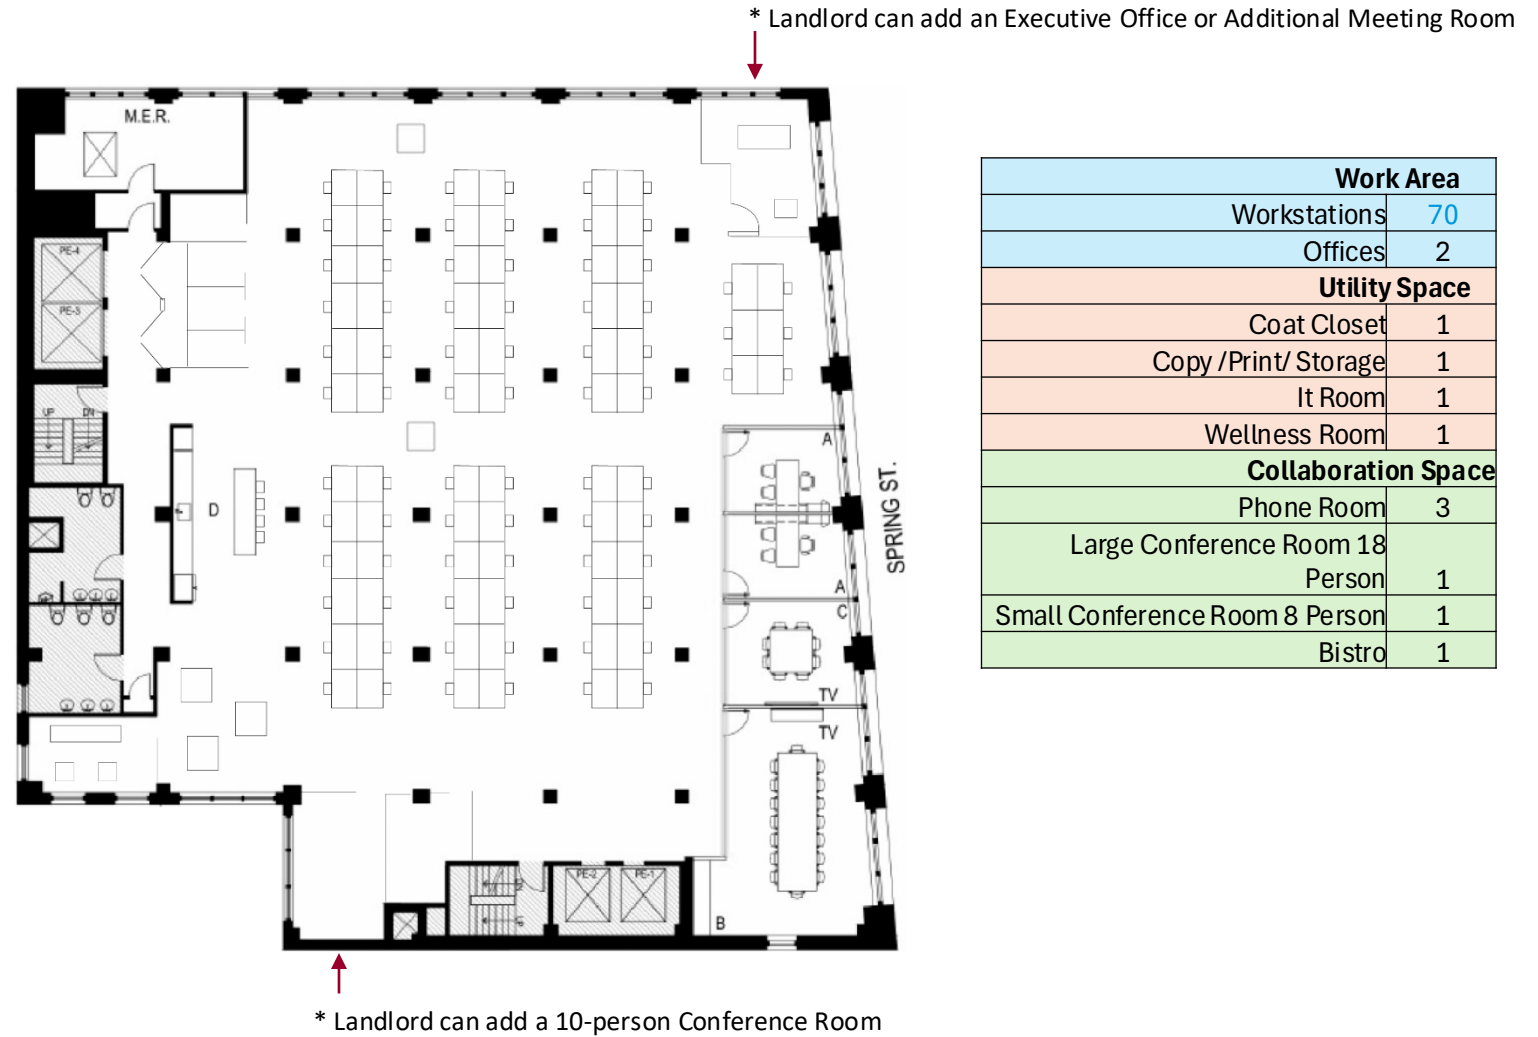 * Landlord can add an Executive Office or Additional Meeting Room
M.E.R.
PE-4
PE-3
UP DN
D
A
A
C
TV
TV
B
SPRING ST.
PE-2
PE-1
* Landlord can add a 10-person Conference Room
Work Area
Workstations 70
Offices 2
Utility Space
Coat Closet 1
Copy /Print/ Storage 1
It Room 1
Wellness Room 1
Collaboration Space
Phone Room 3
Large Conference Room 18
Person 1
Small Conference Room 8 Person 1
Bistro 1